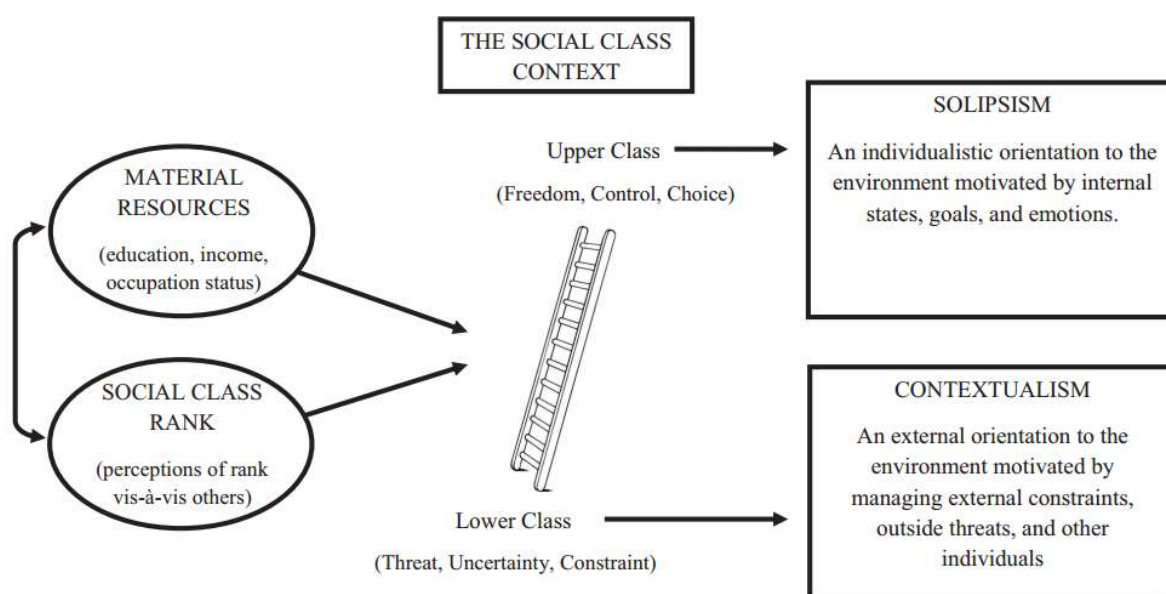 THE SOCIAL CLASS
CONTEXT
MATERIAL
RESOURCES
(education, income,
occupation status)
SOCIAL CLASS
RANK
(perceptions of rank
vis-à-vis others)
Upper Class
(Freedom, Control, Choice)
Lower Class
(Threat, Uncertainty, Constraint)
SOLIPSISM
An individualistic orientation to the
environment motivated by internal
states, goals, and emotions.
CONTEXTUALISM
An external orientation to the
environment motivated by
managing external constraints,
outside threats, and other
individuals